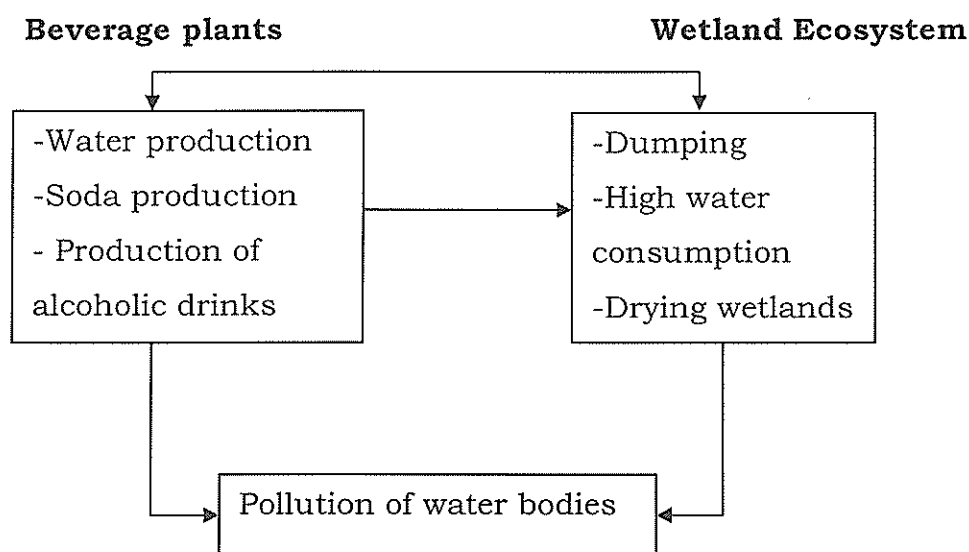 Beverage plants
Wetland Ecosystem
-Water production
-Soda production
- Production of
alcoholic drinks
-Dumping
-High water
consumption
-Drying wetlands
Pollution of water bodies